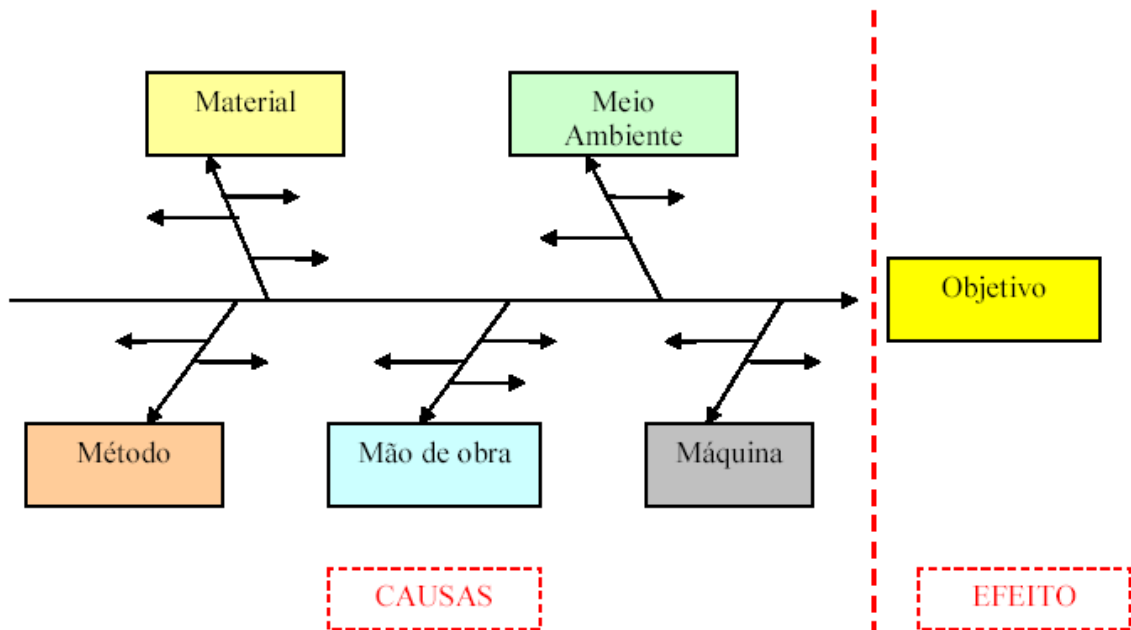 Material
Meio
Ambiente
Objetivo
Método
Mão de obra
Máquina
CAUSAS
EFEITO